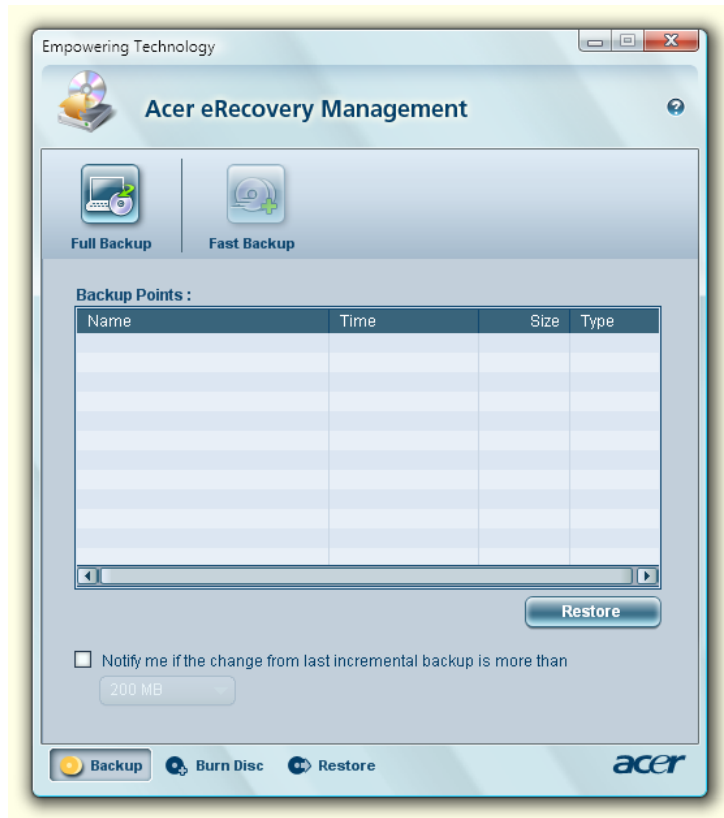 Empowering Technology
Acer eRecovery Management
Full Backup
Fast Backup
Backup Points :
Name Time Size Type
Restore
Notify me if the change from last incremental backup is more than
200 MB
Backup Burn Disc Restore
acer